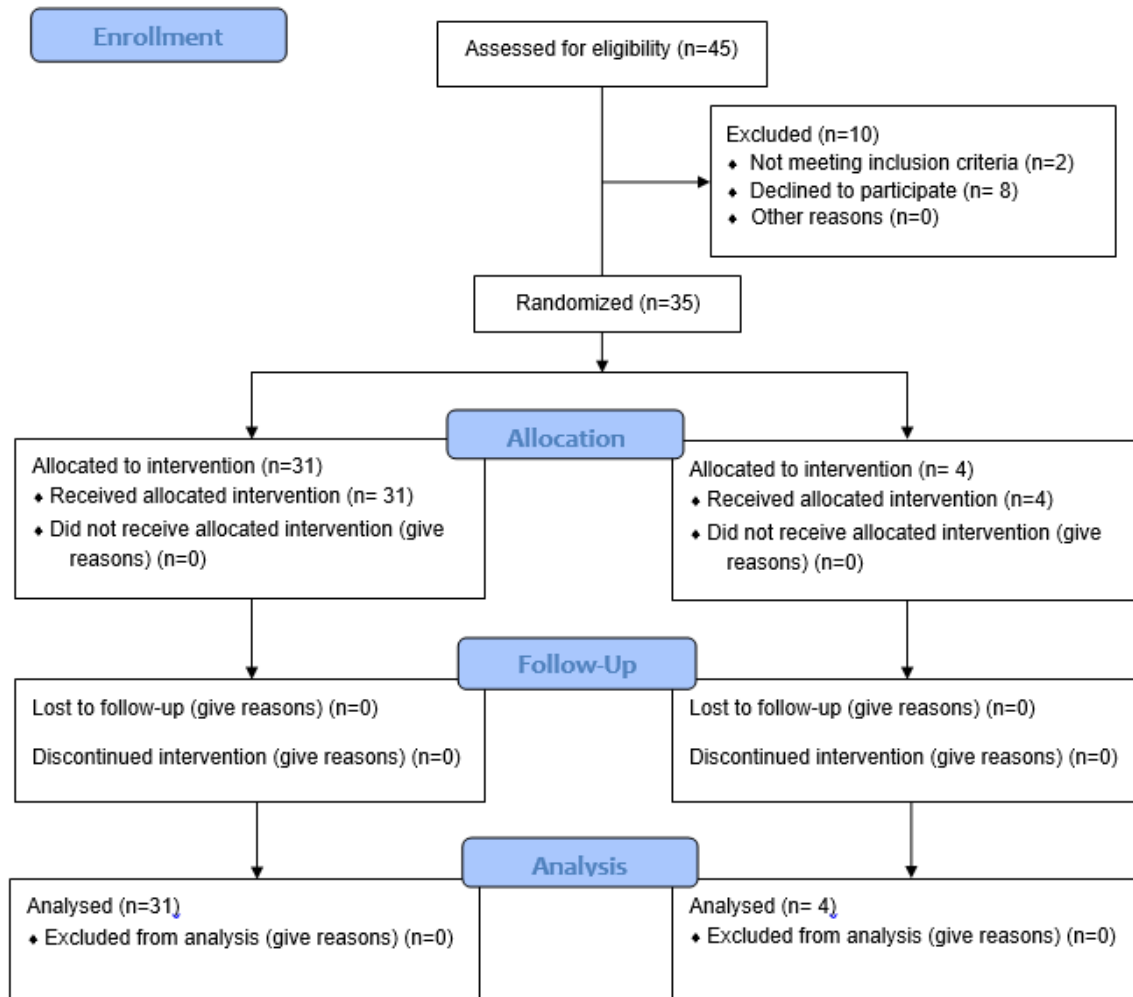 Enrollment
Assessed for eligibility (n=45)
Excluded (n=10)
♦ Not meeting inclusion criteria (n=2)
♦ Declined to participate (n= 8)
♦ Other reasons (n=0)
Randomized (n=35)
Allocation
Allocated to intervention (n=31)
♦ Received allocated intervention (n= 31)
♦ Did not receive allocated intervention (give
reasons) (n=0)
Allocated to intervention (n= 4)
♦ Received allocated intervention (n=4)
♦ Did not receive allocated intervention (give
reasons) (n=0)
Follow-Up
Lost to follow-up (give reasons) (n=0)
Discontinued intervention (give reasons) (n=0)
Lost to follow-up (give reasons) (n=0)
Discontinued intervention (give reasons) (n=0)
Analysis
Analysed (n=31)
♦ Excluded from analysis (give reasons) (n=0)
Analysed (n= 4)
♦ Excluded from analysis (give reasons) (n=0)